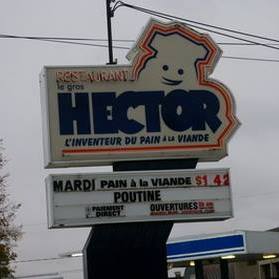 RESTAURANT
le gros
HECTOR
L'INVENTEUR DU PAIN à LA VIANDE
MARDI PAIN à la VIANDE $1.42
POUTINE
PAIEMENT DIRECT OUVERTURES